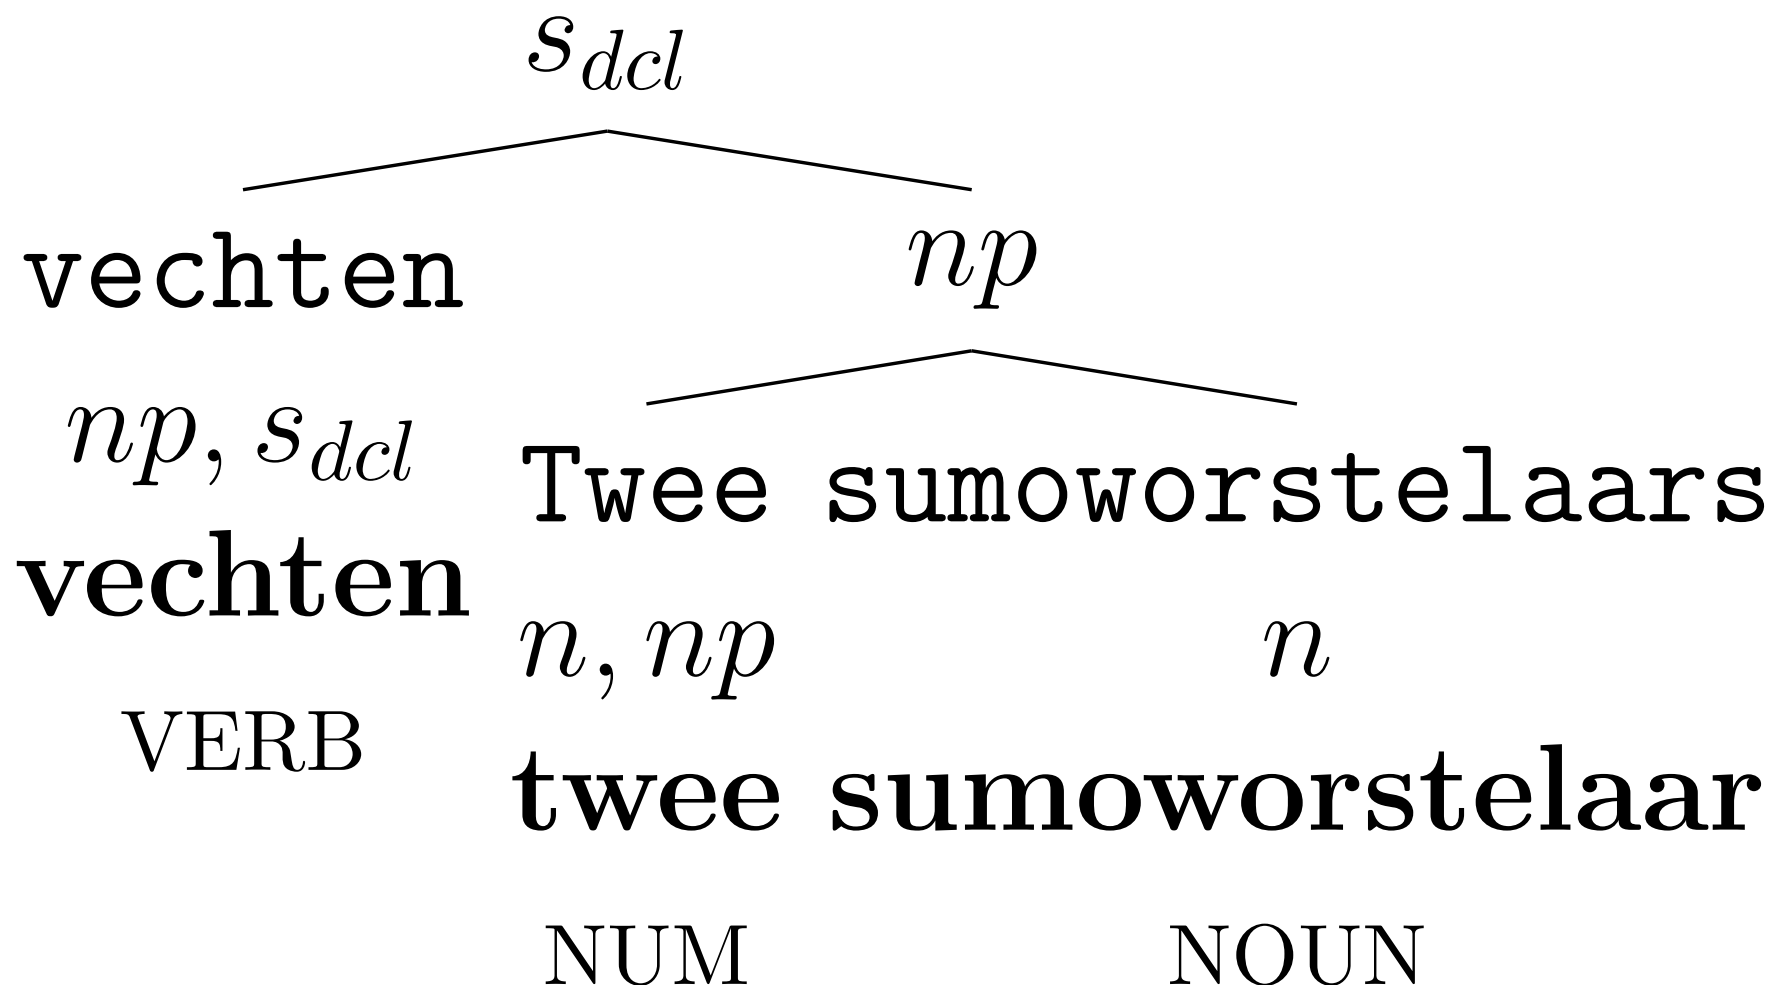 s_dcl
vechten
np
np, s_dcl
Twee sumoworstelaars
vechten
n, np n
VERB
twee sumoworstelaar
NUM NOUN